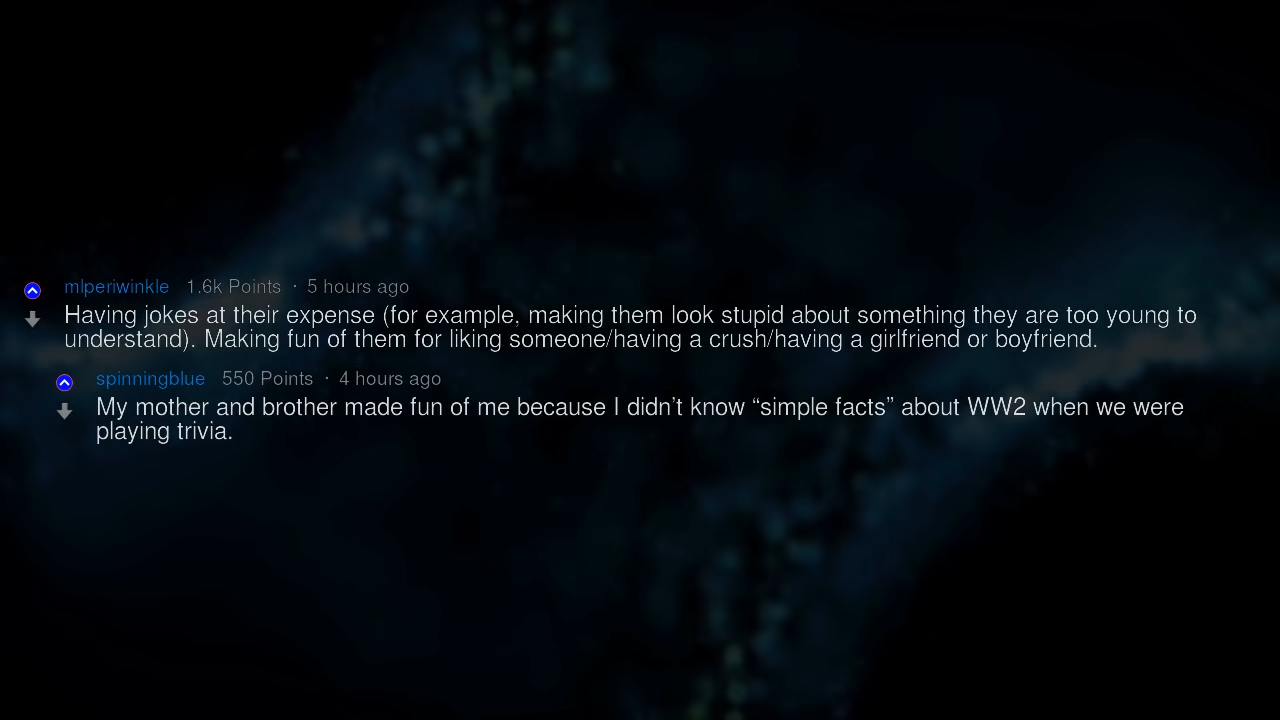 mlperiwinkle 1.6k Points · 5 hours ago
Having jokes at their expense (for example, making them look stupid about something they are too young to
understand). Making fun of them for liking someone/having a crush/having a girlfriend or boyfriend.
spinningblue 550 Points · 4 hours ago
My mother and brother made fun of me because I didn’t know “simple facts” about WW2 when we were
playing trivia.